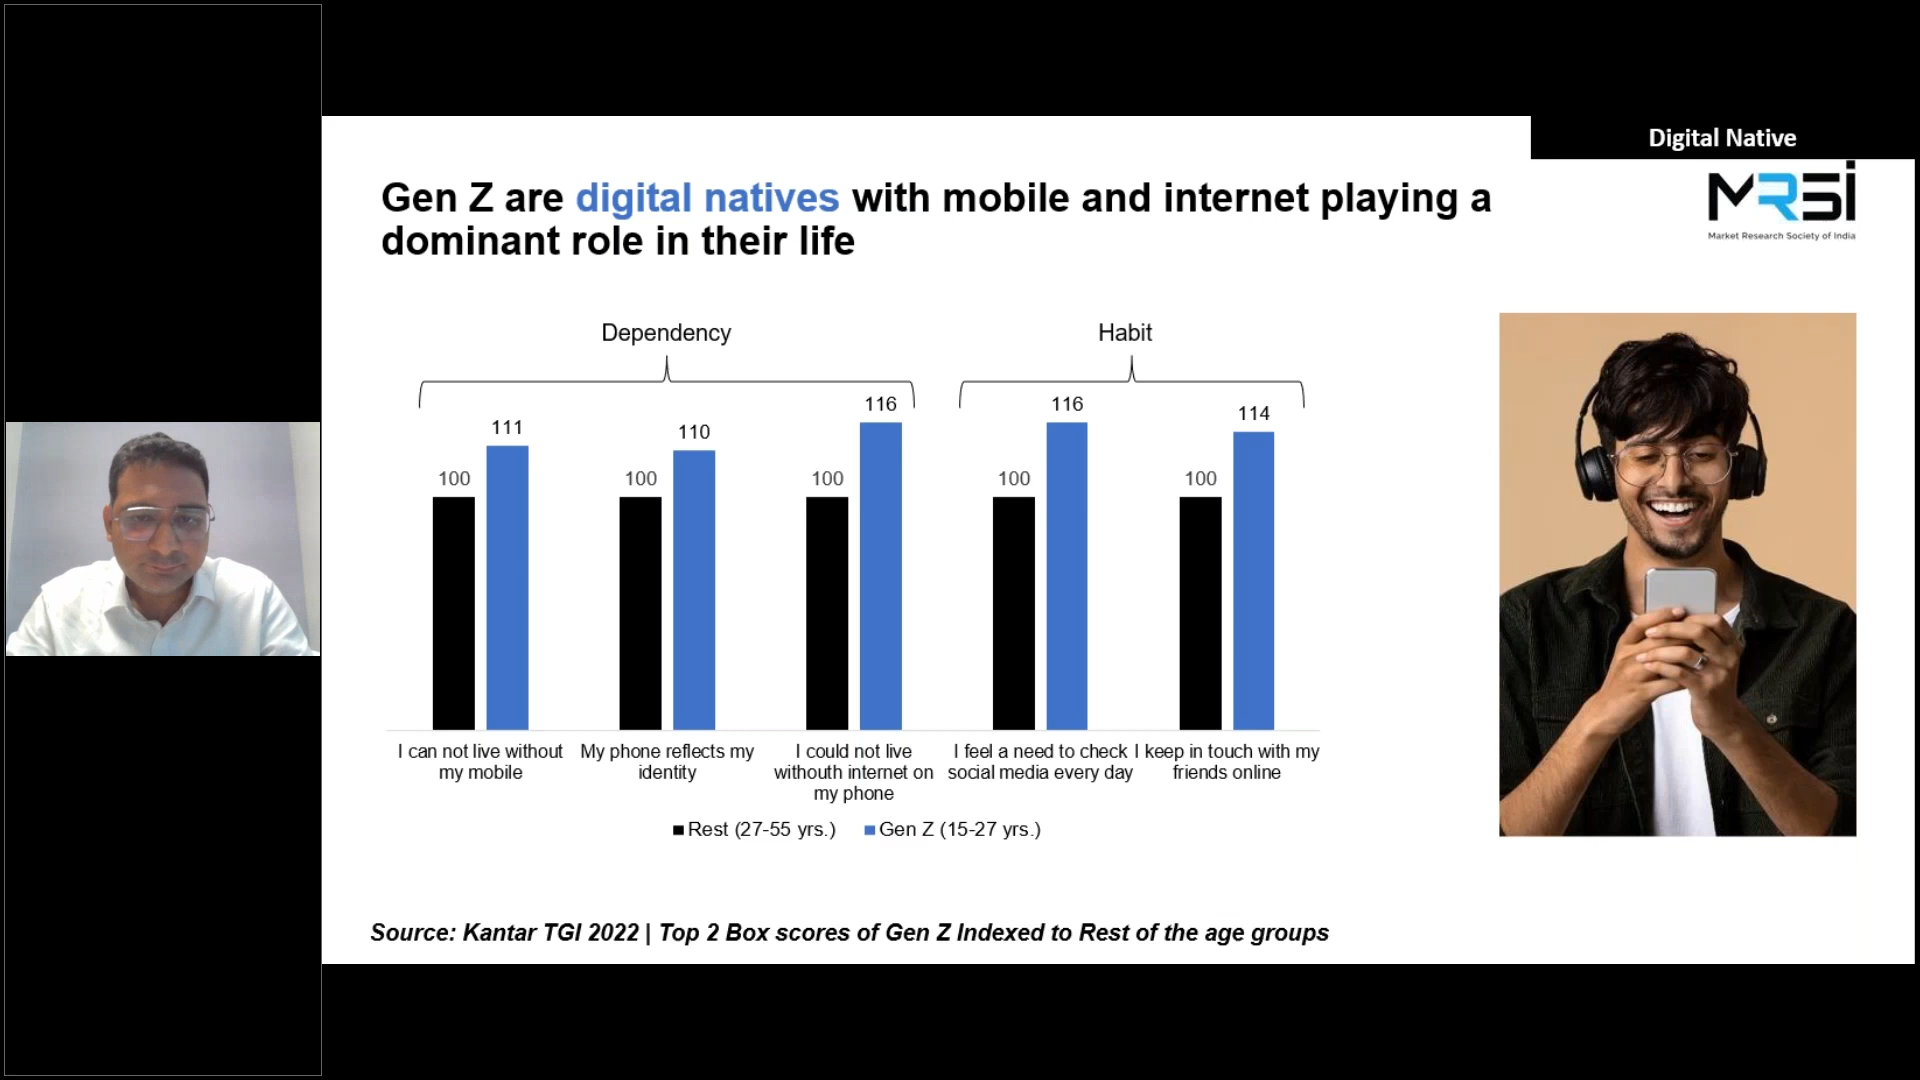 Digital Native
MRSI
Market Research Society of India
Gen Z are digital natives with mobile and internet playing a
dominant role in their life
Dependency
Habit
100
111
100
110
100
116
100
116
100
114
I can not live without
my mobile
My phone reflects my
identity
I could not live
withouth internet on
my phone
I feel a need to check
social media every day
I keep in touch with my
friends online
Rest (27-55 yrs.)
Gen Z (15-27 yrs.)
Source: Kantar TGI 2022 | Top 2 Box scores of Gen Z Indexed to Rest of the age groups